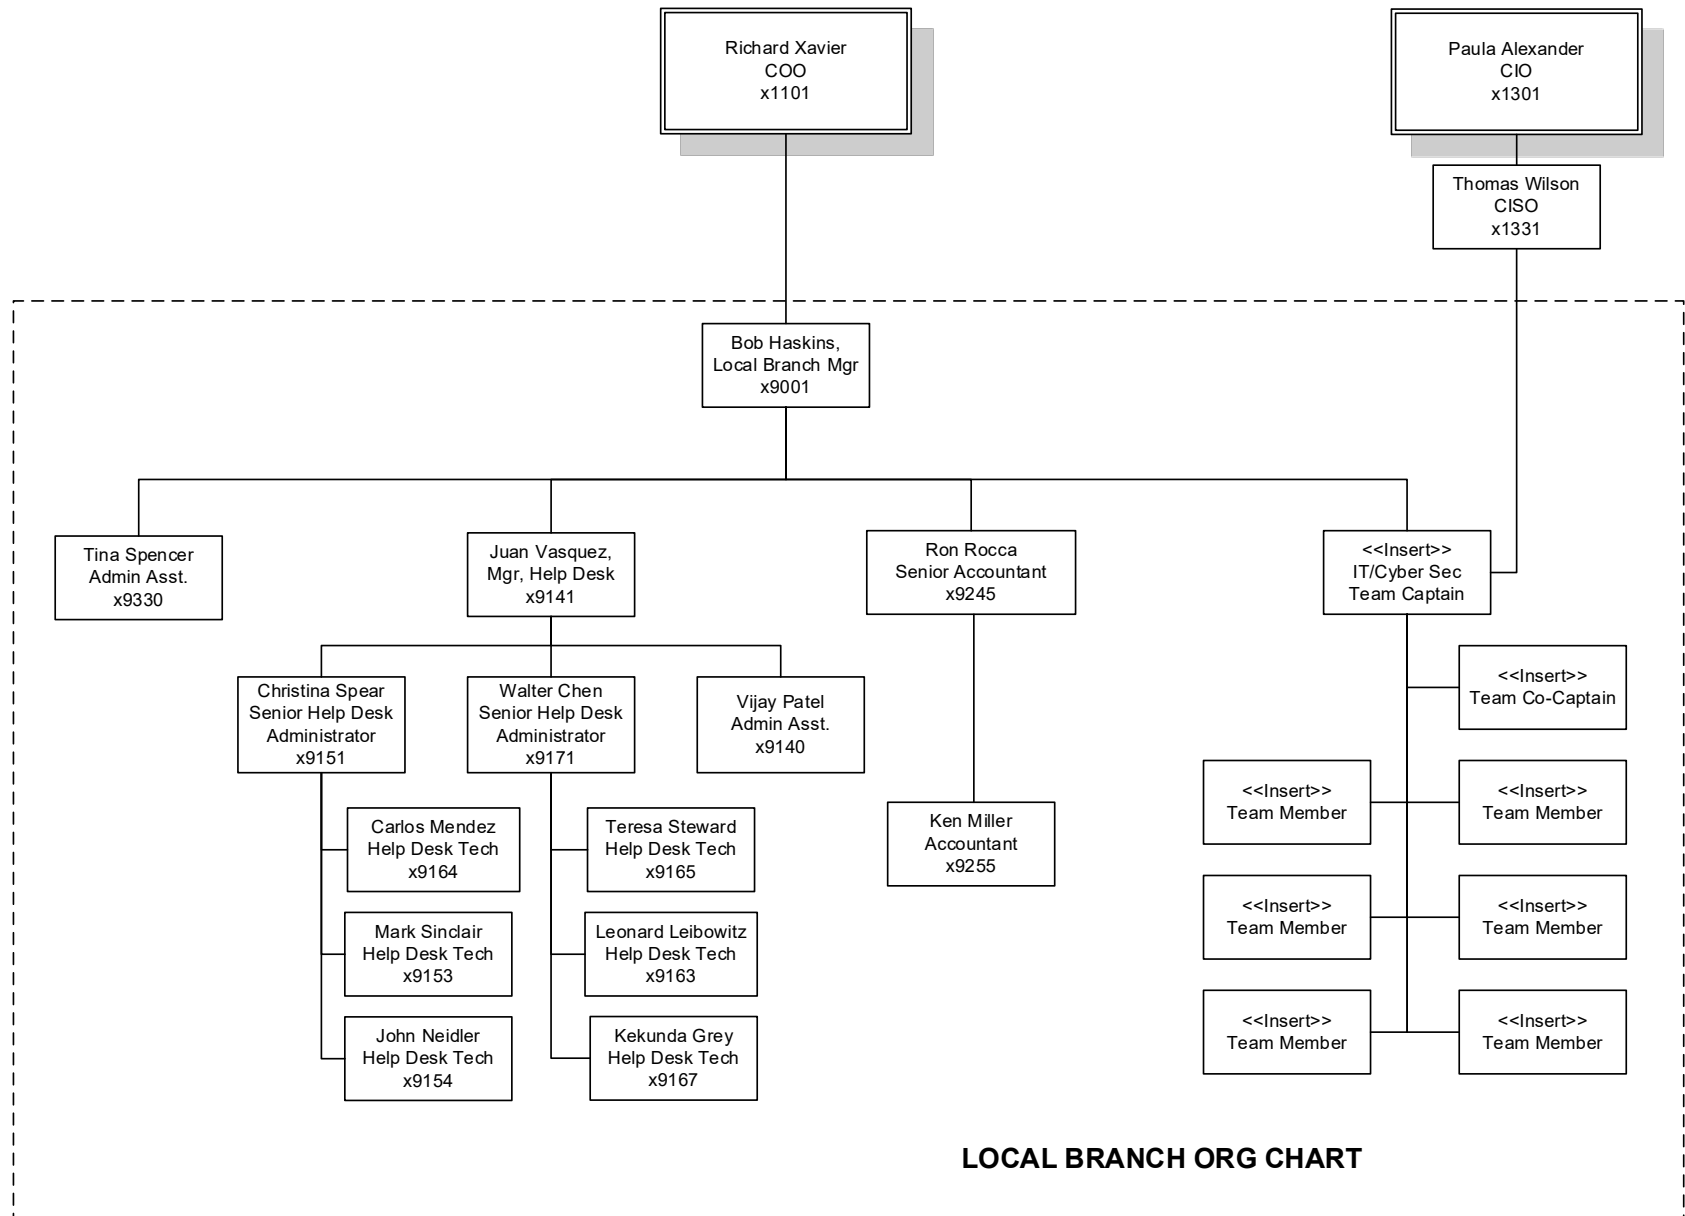 Richard Xavier
COO
x1101
Paula Alexander
CIO
x1301
Thomas Wilson
CISO
x1331
Bob Haskins,
Local Branch Mgr
x9001
Tina Spencer
Admin Asst.
x9330
Juan Vasquez,
Mgr, Help Desk
x9141
Ron Rocca
Senior Accountant
x9245
<<Insert>>
IT/Cyber Sec
Team Captain
Christina Spear
Senior Help Desk
Administrator
x9151
Walter Chen
Senior Help Desk
Administrator
x9171
Vijay Patel
Admin Asst.
x9140
<<Insert>>
Team Co-Captain
Carlos Mendez
Help Desk Tech
x9164
Teresa Steward
Help Desk Tech
x9165
Ken Miller
Accountant
x9255
<<Insert>>
Team Member
<<Insert>>
Team Member
Mark Sinclair
Help Desk Tech
x9153
Leonard Leibowitz
Help Desk Tech
x9163
<<Insert>>
Team Member
<<Insert>>
Team Member
John Neidler
Help Desk Tech
x9154
Kekunda Grey
Help Desk Tech
x9167
<<Insert>>
Team Member
<<Insert>>
Team Member
LOCAL BRANCH ORG CHART